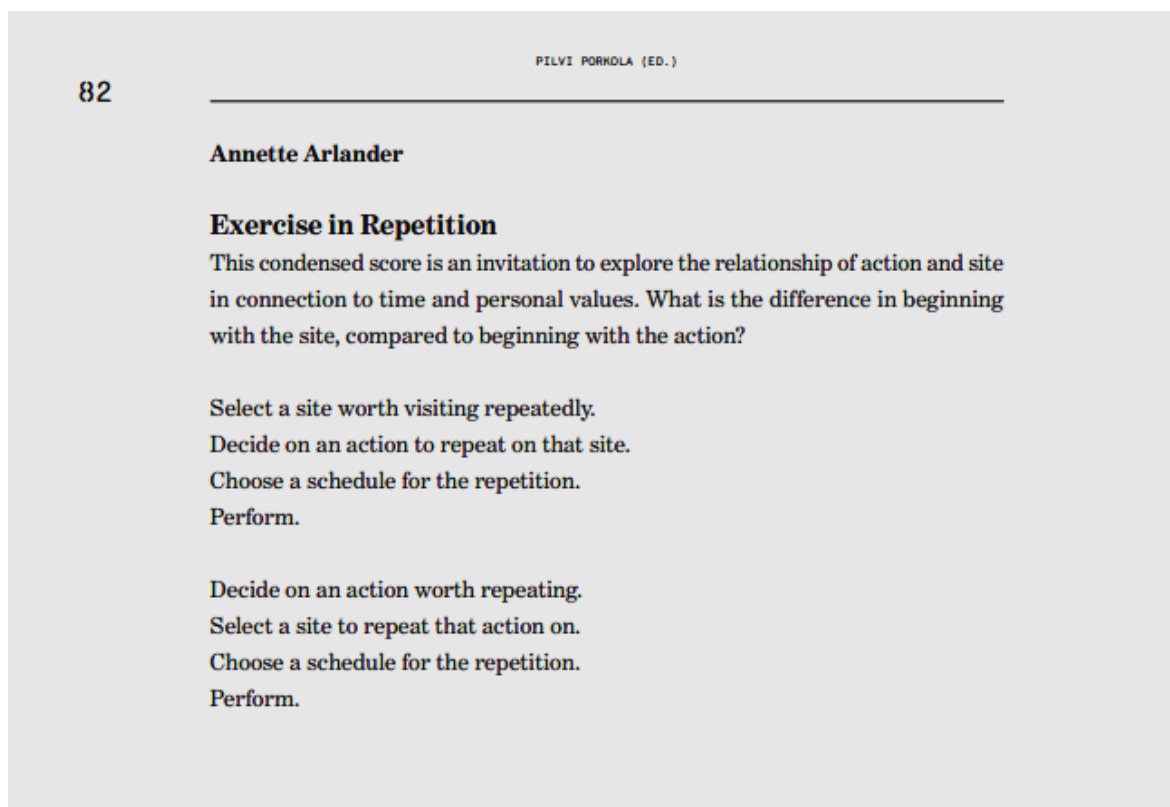 PILVI PORKOLA (ED.)
82
Annette Arlander
Exercise in Repetition
This condensed score is an invitation to explore the relationship of action and site
in connection to time and personal values. What is the difference in beginning
with the site, compared to beginning with the action?
Select a site worth visiting repeatedly.
Decide on an action to repeat on that site.
Choose a schedule for the repetition.
Perform.
Decide on an action worth repeating.
Select a site to repeat that action on.
Choose a schedule for the repetition.
Perform.